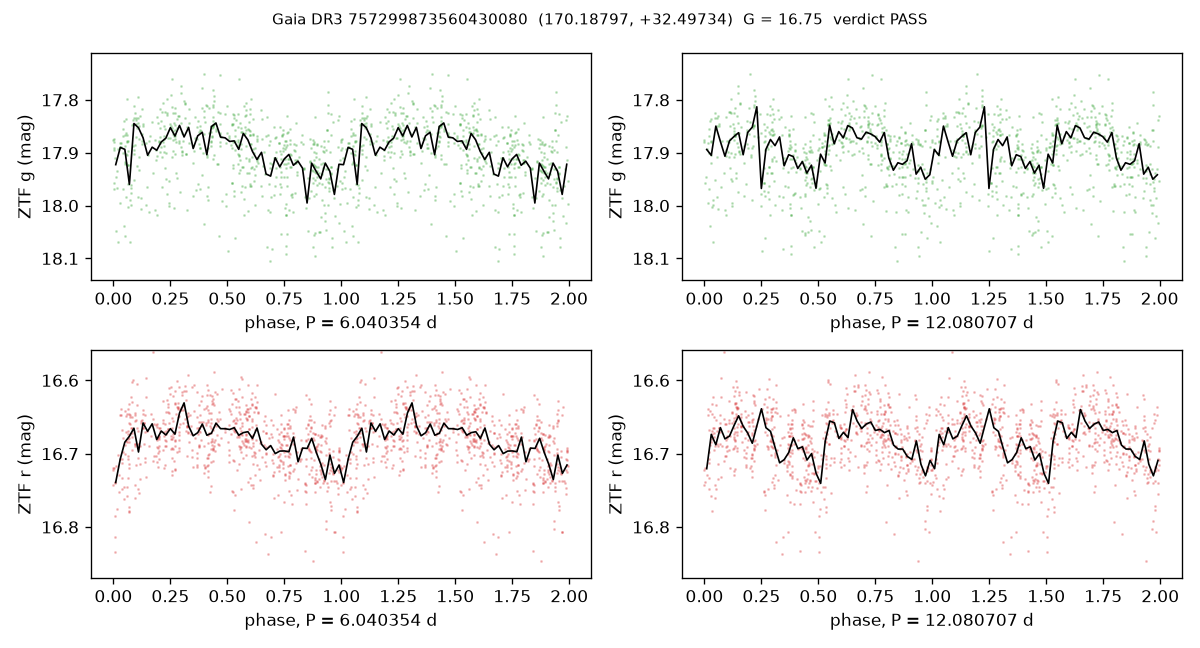 Gaia DR3 757299873560430080  (170.18797, +32.49734)  G = 16.75  verdict PASS
ZTF g (mag)
17.8
17.9
18.0
18.1
0.00 0.25 0.50 0.75 1.00 1.25 1.50 1.75 2.00
phase, P = 6.040354 d
ZTF g (mag)
17.8
17.9
18.0
18.1
0.00 0.25 0.50 0.75 1.00 1.25 1.50 1.75 2.00
phase, P = 12.080707 d
ZTF r (mag)
16.6
16.7
16.8
0.00 0.25 0.50 0.75 1.00 1.25 1.50 1.75 2.00
phase, P = 6.040354 d
ZTF r (mag)
16.6
16.7
16.8
0.00 0.25 0.50 0.75 1.00 1.25 1.50 1.75 2.00
phase, P = 12.080707 d